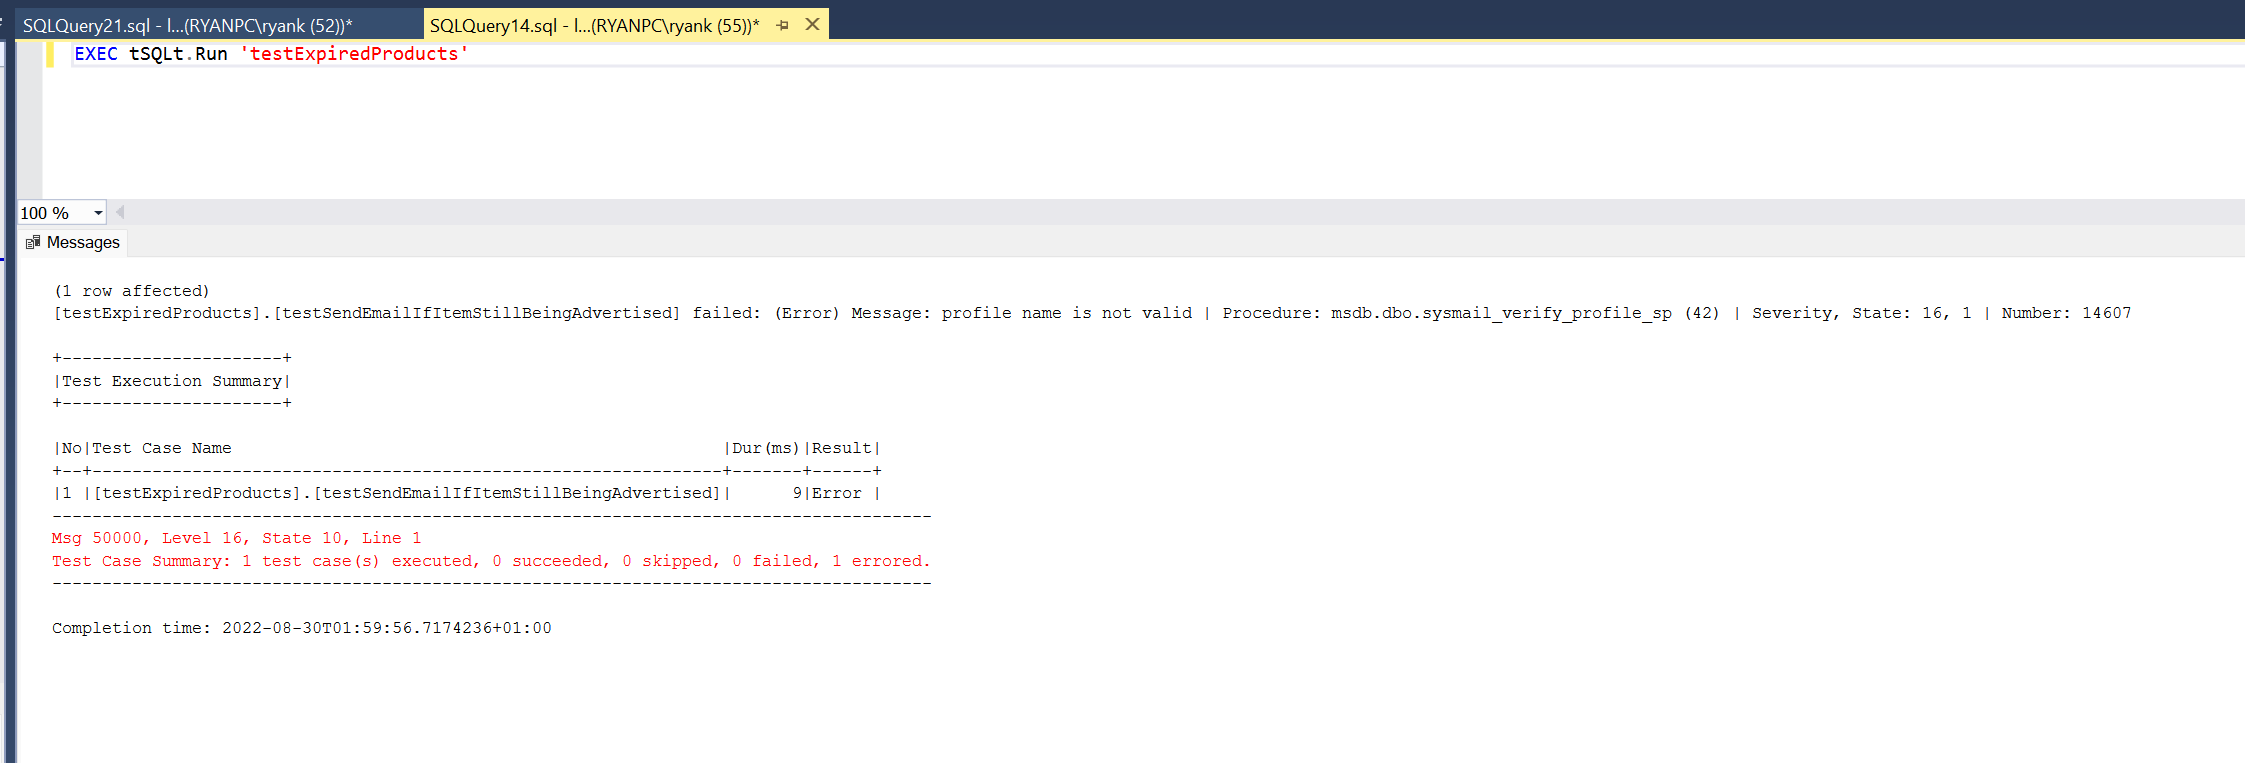 SQLQuery21.sql - l...(RYANPC\ryank (52))* SQLQuery14.sql - l...(RYANPC\ryank (55))*
EXEC tSQLt.Run 'testExpiredProducts'
100 %
Messages
(1 row affected)
[testExpiredProducts].[testSendEmailIfItemStillBeingAdvertised] failed: (Error) Message: profile name is not valid | Procedure: msdb.dbo.sysmail_verify_profile_sp (42) | Severity, State: 16, 1 | Number: 14607
+----------------------+
|Test Execution Summary|
+----------------------+
|No|Test Case Name                                                 |Dur(ms)|Result|
+--+---------------------------------------------------------------+-------+------+
|1 |[testExpiredProducts].[testSendEmailIfItemStillBeingAdvertised]|      9|Error |
----------------------------------------------------------------------------------------
Msg 50000, Level 16, State 10, Line 1
Test Case Summary: 1 test case(s) executed, 0 succeeded, 0 skipped, 0 failed, 1 errored.
----------------------------------------------------------------------------------------
Completion time: 2022-08-30T01:59:56.7174236+01:00